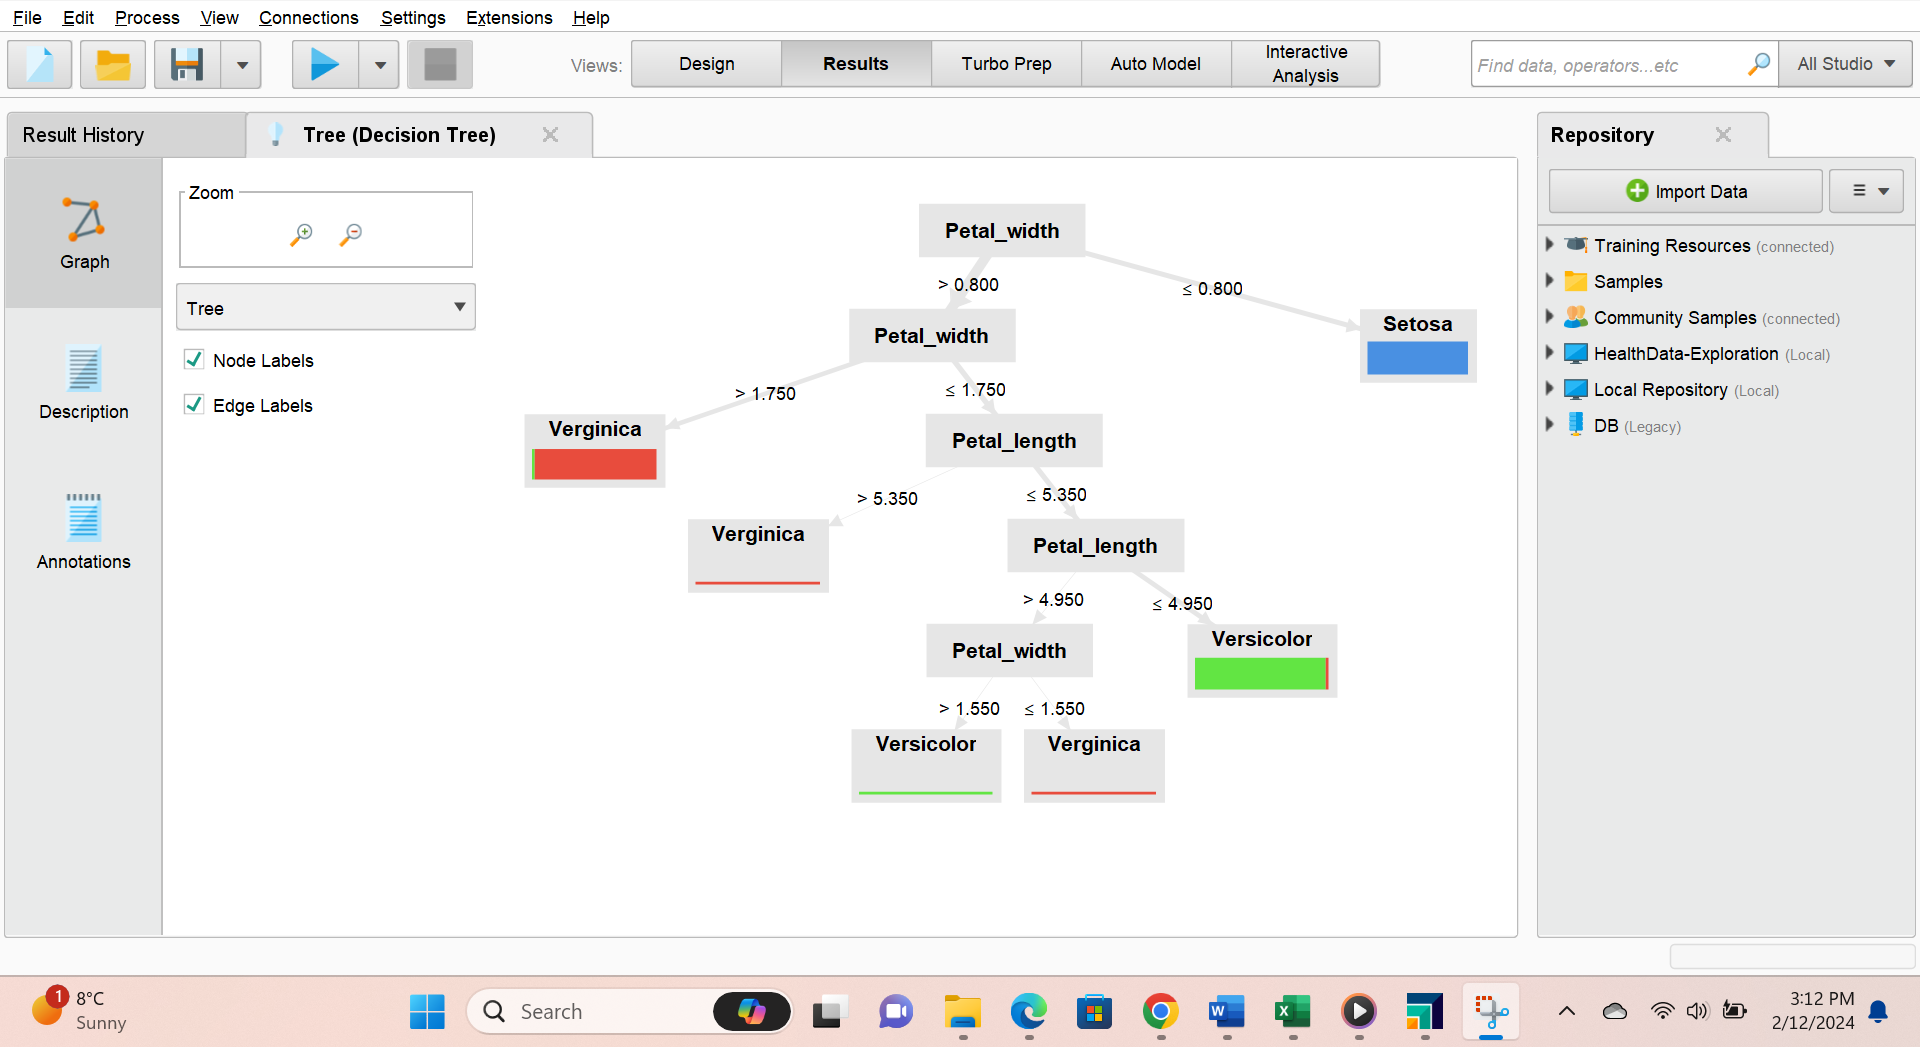 File Edit Process View Connections Settings Extensions Help
Views: Design Results Turbo Prep Auto Model Interactive Analysis
Find data, operators...etc
All Studio
Result History
Tree (Decision Tree)
Repository
Graph
Description
Annotations
Zoom
Tree
Node Labels
Edge Labels
Petal_width
> 0.800
≤ 0.800
Petal_width
Setosa
> 1.750
≤ 1.750
Verginica
Petal_length
> 5.350
≤ 5.350
Verginica
Petal_length
> 4.950
≤ 4.950
Petal_width
Versicolor
> 1.550
≤ 1.550
Versicolor
Verginica
Import Data
Training Resources (connected)
Samples
Community Samples (connected)
HealthData-Exploration (Local)
Local Repository (Local)
DB (Legacy)
1
8°C
Sunny
Search
W
X
3:12 PM
2/12/2024